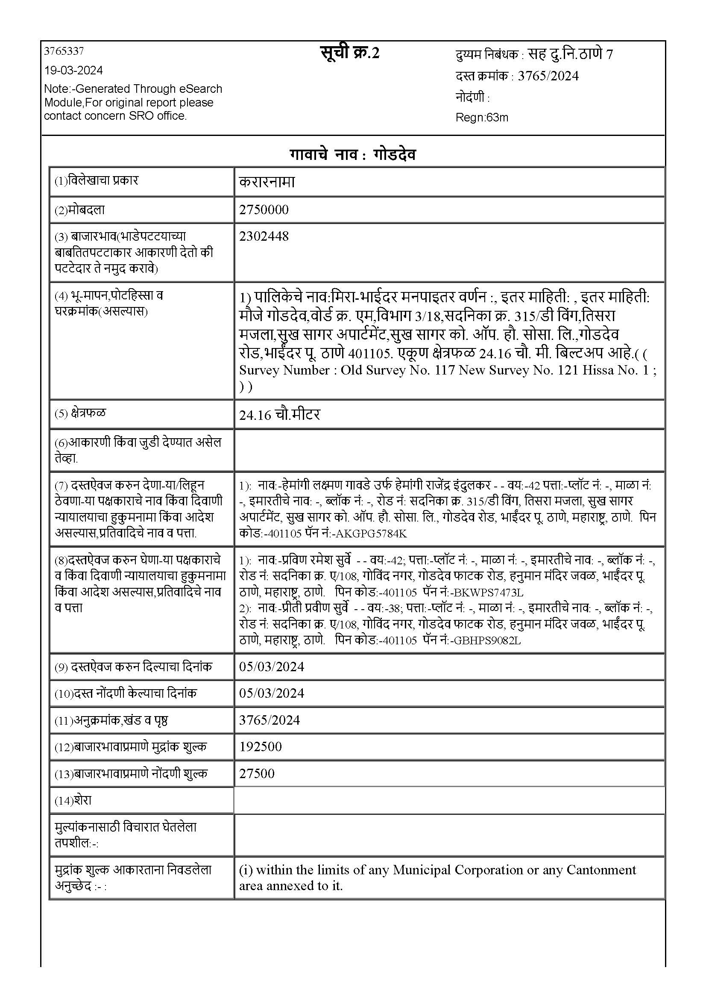 3765337
19-03-2024
Note:-Generated Through eSearch
Module,For original report please
contact concern SRO office.
सूची क्र.2
दुय्यम निबंधक : सह दु.नि.ठाणे 7
दस्त क्रमांक : 3765/2024
नोदंणी :
Regn:63m
गावाचे नाव : गोडदेव
(1)विलेखाचा प्रकार
करारनामा
(2)मोबदला
2750000
(3) बाजारभाव(भाडेपटटयाच्या
बाबतितपटटाकार आकारणी देतो की
पटटेदार ते नमुद करावे)
2302448
(4) भू-मापन,पोटहिस्सा व
घरक्रमांक(असल्यास)
1) पालिकेचे नाव:मिरा-भाईदर मनपाइतर वर्णन :, इतर माहिती: , इतर माहिती:
मौजे गोडदेव,वोर्ड क्र. एम,विभाग 3/18,सदनिका क्र. 315/डी विंग,तिसरा
मजला,सुख सागर अपार्टमेंट,सुख सागर को. ऑप. हौ. सोसा. लि.,गोडदेव
रोड,भाईंदर पू. ठाणे 401105. एकूण क्षेत्रफळ 24.16 चौ. मी. बिल्टअप आहे.( (
Survey Number : Old Survey No. 117 New Survey No. 121 Hissa No. 1 ;
) )
(5) क्षेत्रफळ
24.16 चौ.मीटर
(6)आकारणी किंवा जुडी देण्यात असेल
तेव्हा.
(7) दस्तऐवज करुन देणा-या/लिहून
ठेवणा-या पक्षकाराचे नाव किंवा दिवाणी
न्यायालयाचा हुकुमनामा किंवा आदेश
असल्यास,प्रतिवादिचे नाव व पत्ता.
1): नाव:-हेमांगी लक्ष्मण गावडे उर्फ हेमांगी राजेंद्र इंदुलकर - - वय:-42 पत्ता:-प्लॉट नं: -, माळा नं:
-, इमारतीचे नाव: -, ब्लॉक नं: -, रोड नं: सदनिका क्र. 315/डी विंग, तिसरा मजला, सुख सागर
अपार्टमेंट, सुख सागर को. ऑप. हौ. सोसा. लि., गोडदेव रोड, भाईंदर पू. ठाणे, महाराष्ट्र, ठाणे. पिन
कोड:-401105 पॅन नं:-AKGPG5784K
(8)दस्तऐवज करुन घेणा-या पक्षकाराचे
व किंवा दिवाणी न्यायालयाचा हुकुमनामा
किंवा आदेश असल्यास,प्रतिवादिचे नाव
व पत्ता
1): नाव:-प्रविण रमेश सुर्वे - - वय:-42; पत्ता:-प्लॉट नं: -, माळा नं: -, इमारतीचे नाव: -, ब्लॉक नं: -,
रोड नं: सदनिका क्र. ए/108, गोविंद नगर, गोडदेव फाटक रोड, हनुमान मंदिर जवळ, भाईंदर पू.
ठाणे, महाराष्ट्र, ठाणे. पिन कोड:-401105 पॅन नं:-BKWPS7473L
2): नाव:-प्रीती प्रवीण सुर्वे - - वय:-38; पत्ता:-प्लॉट नं: -, माळा नं: -, इमारतीचे नाव: -, ब्लॉक नं: -,
रोड नं: सदनिका क्र. ए/108, गोविंद नगर, गोडदेव फाटक रोड, हनुमान मंदिर जवळ, भाईंदर पू.
ठाणे, महाराष्ट्र, ठाणे. पिन कोड:-401105 पॅन नं:-GBHPS9082L
(9) दस्तऐवज करुन दिल्याचा दिनांक
05/03/2024
(10)दस्त नोंदणी केल्याचा दिनांक
05/03/2024
(11)अनुक्रमांक,खंड व पृष्ठ
3765/2024
(12)बाजारभावाप्रमाणे मुद्रांक शुल्क
192500
(13)बाजारभावाप्रमाणे नोंदणी शुल्क
27500
(14)शेरा
मुल्यांकनासाठी विचारात घेतलेला
तपशील:-:
मुद्रांक शुल्क आकारताना निवडलेला
अनुच्छेद :- :
(i) within the limits of any Municipal Corporation or any Cantonment
area annexed to it.